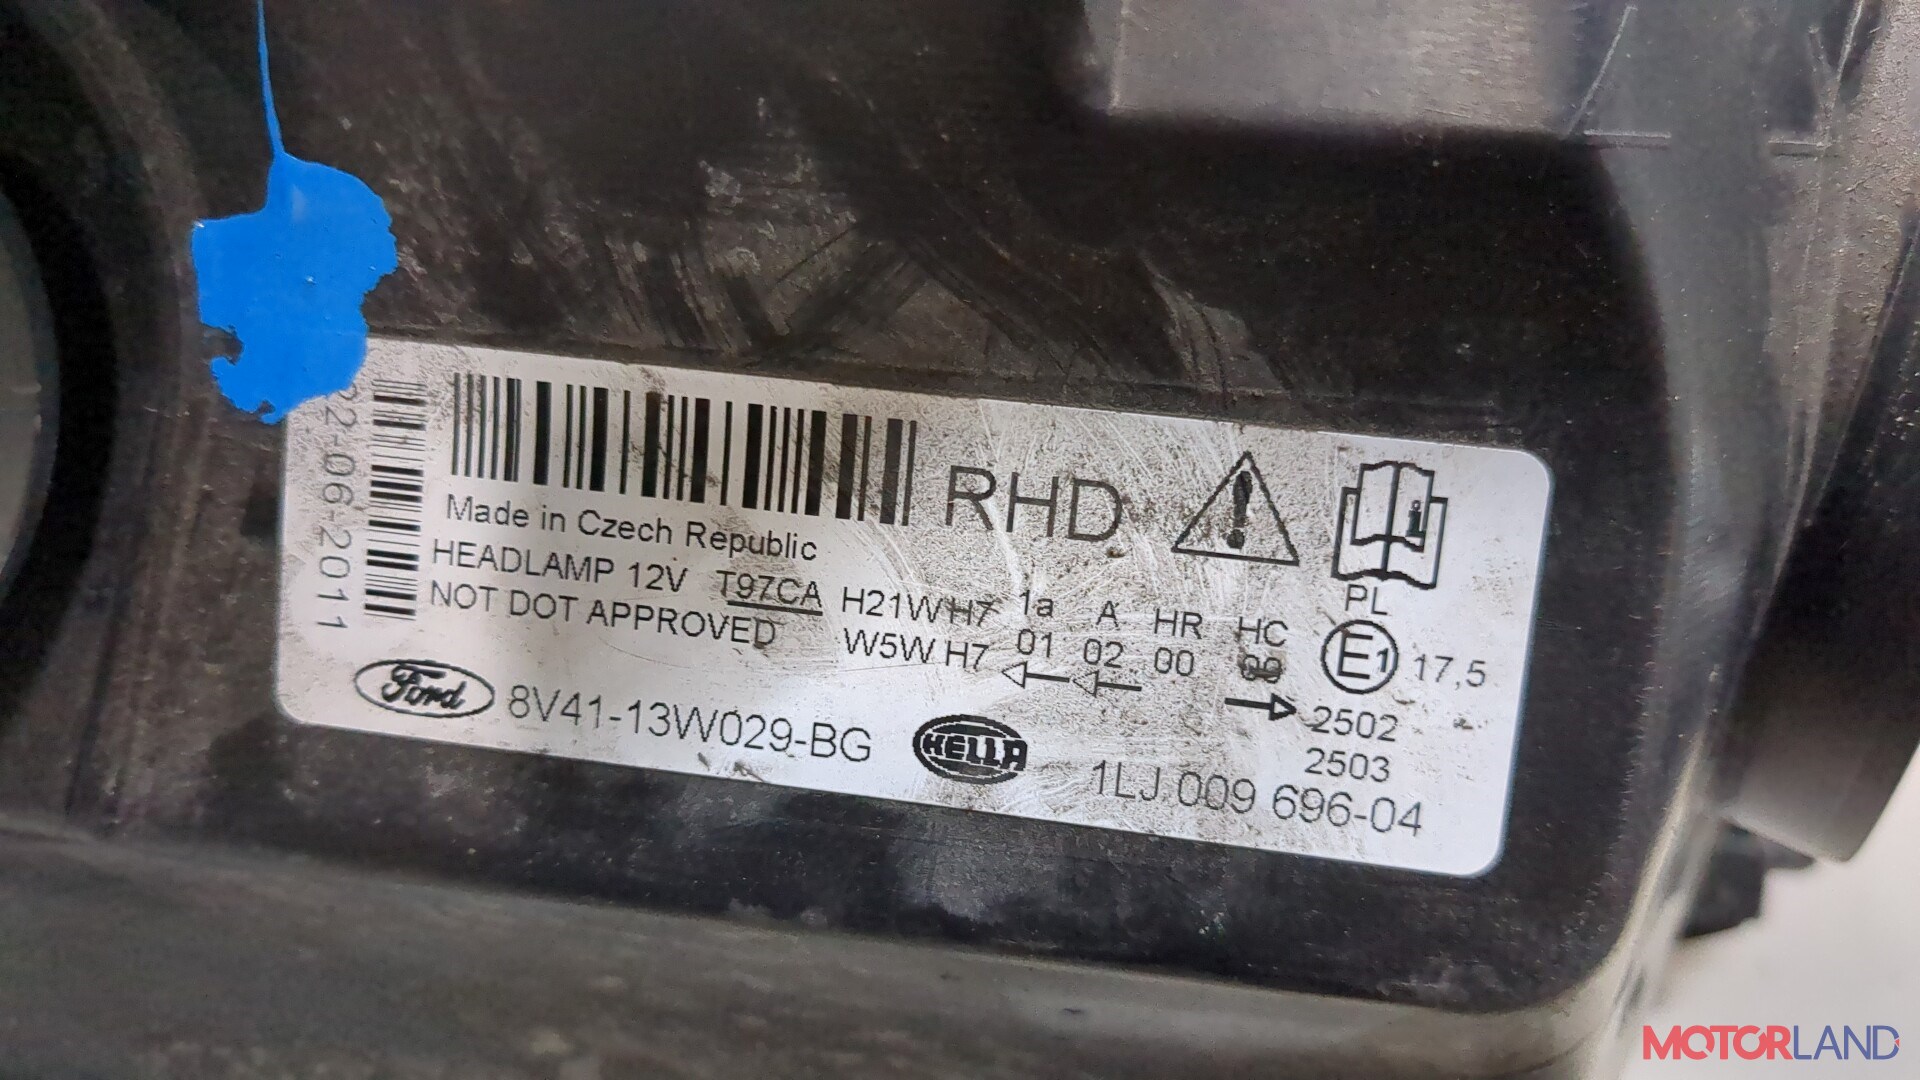 22-06-2011
RHD
Made in Czech Republic
HEADLAMP 12V T97CA H21W H7 1a A HR HC PL
NOT DOT APPROVED W5W H7 01 02 00 00 E1 17,5
Ford 8V41-13W029-BG
2502
2503
HELLA 1LJ 009 696-04
MOTORLAND